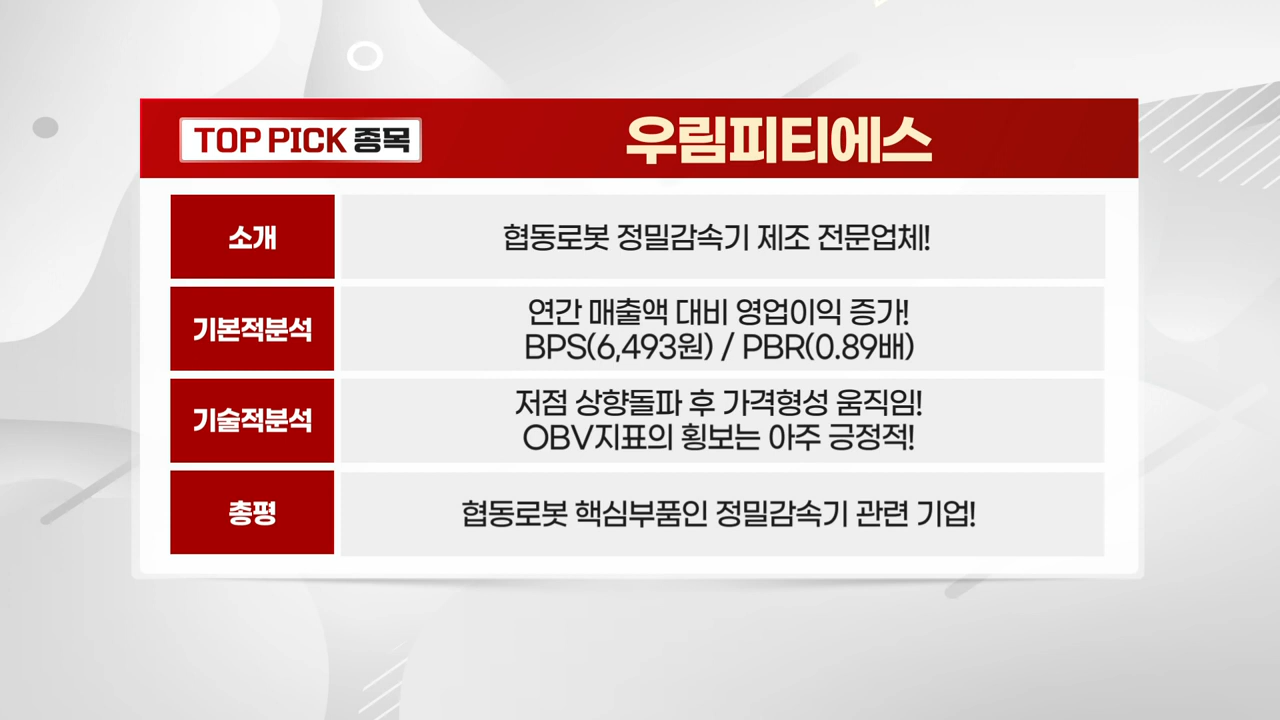 TOP PICK 종목
우림피티에스
소개
협동로봇 정밀감속기 제조 전문업체!
기본적분석
연간 매출액 대비 영업이익 증가!
BPS(6,493원) / PBR(0.89배)
기술적분석
저점 상향돌파 후 가격형성 움직임!
OBV지표의 횡보는 아주 긍정적!
총평
협동로봇 핵심부품인 정밀감속기 관련 기업!